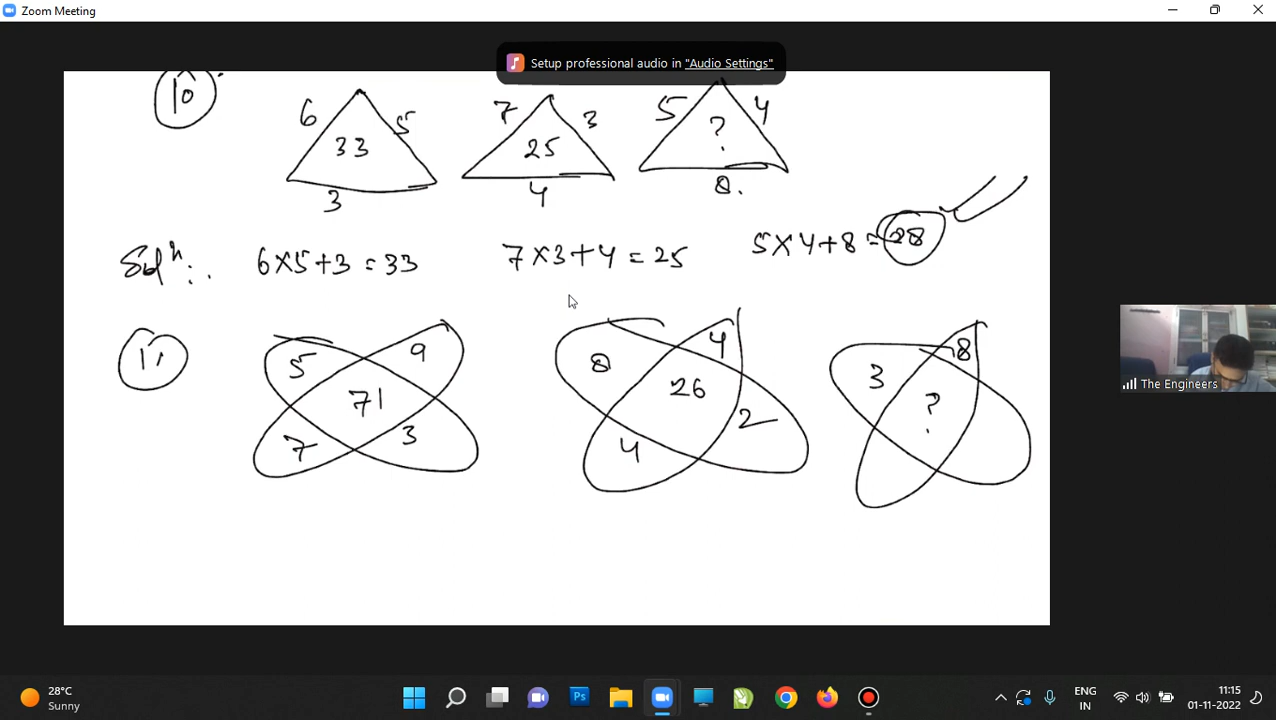 Zoom Meeting
Setup professional audio in "Audio Settings"
10
6 5 7 3 5 4
33 25 ?
3 4 8.
Solⁿ:. 6×5+3=33 7×3+4=25 5×4+8=28
11
5 9 8 4 3 8
71 26 ?
7 3 4 2
The Engineers
28°C
Sunny
Ps
ENG
IN
11:15
01-11-2022